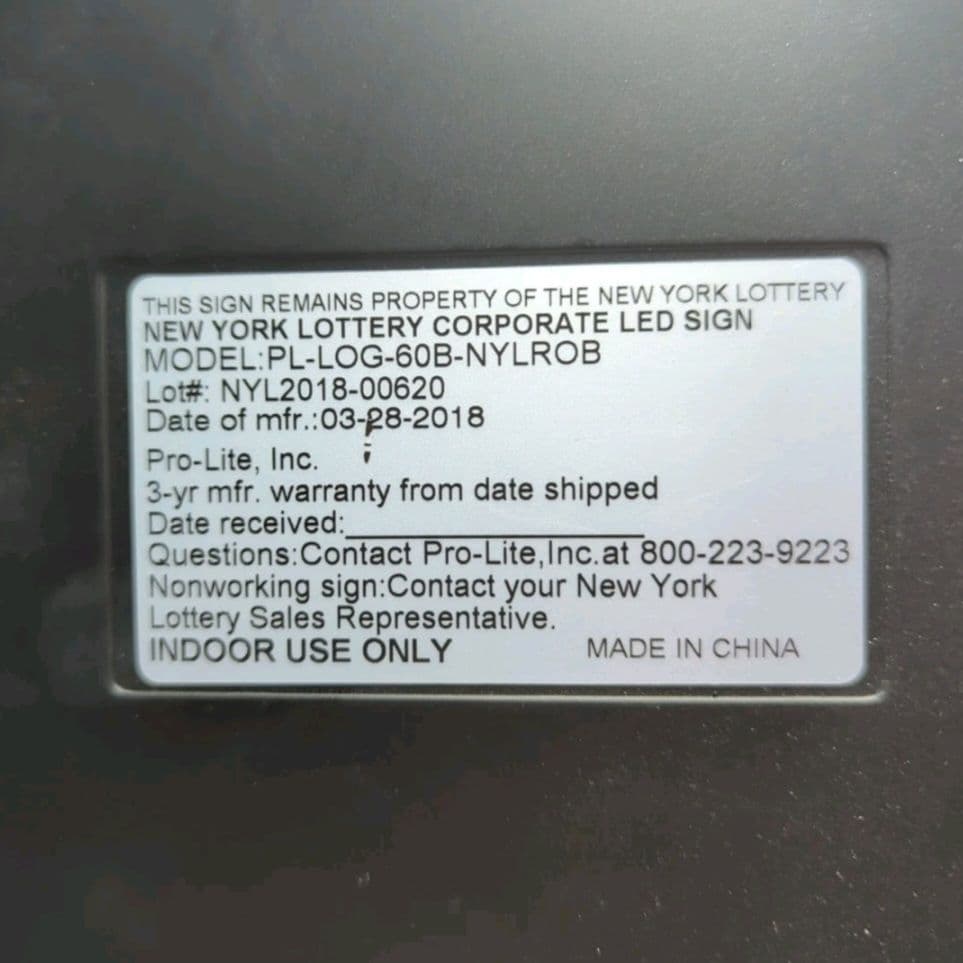 THIS SIGN REMAINS PROPERTY OF THE NEW YORK LOTTERY
NEW YORK LOTTERY CORPORATE LED SIGN
MODEL:PL-LOG-60B-NYLROB
Lot#: NYL2018-00620
Date of mfr.:03-28-2018
Pro-Lite, Inc.
3-yr mfr. warranty from date shipped
Date received:
Questions:Contact Pro-Lite,Inc.at 800-223-9223
Nonworking sign:Contact your New York
Lottery Sales Representative.
INDOOR USE ONLY MADE IN CHINA